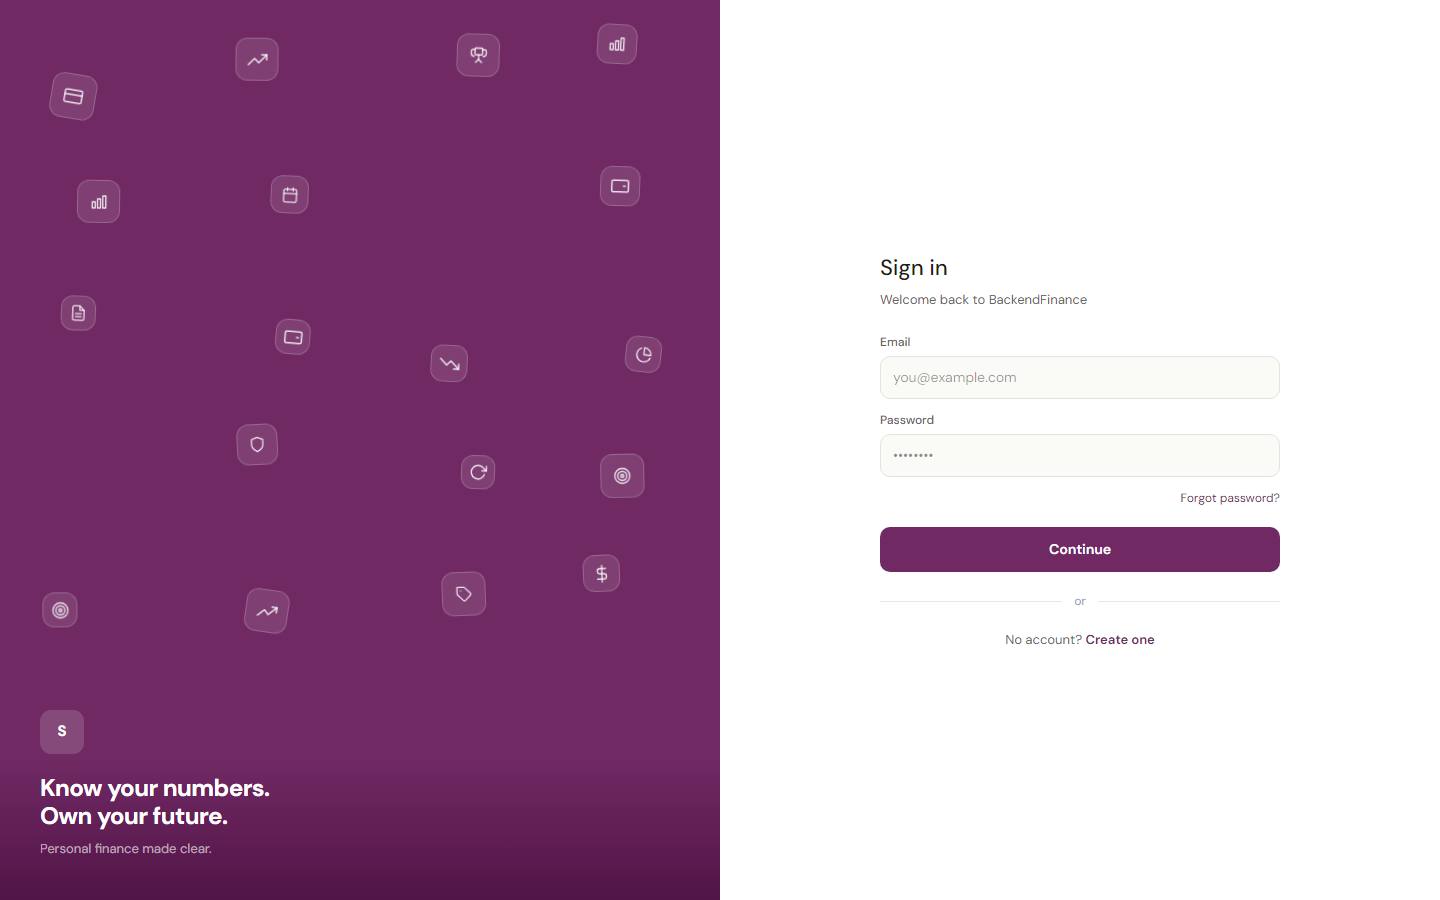 S
Know your numbers.
Own your future.
Personal finance made clear.
Sign in
Welcome back to BackendFinance
Email
you@example.com
Password
••••••••
Forgot password?
Continue
or
No account? Create one